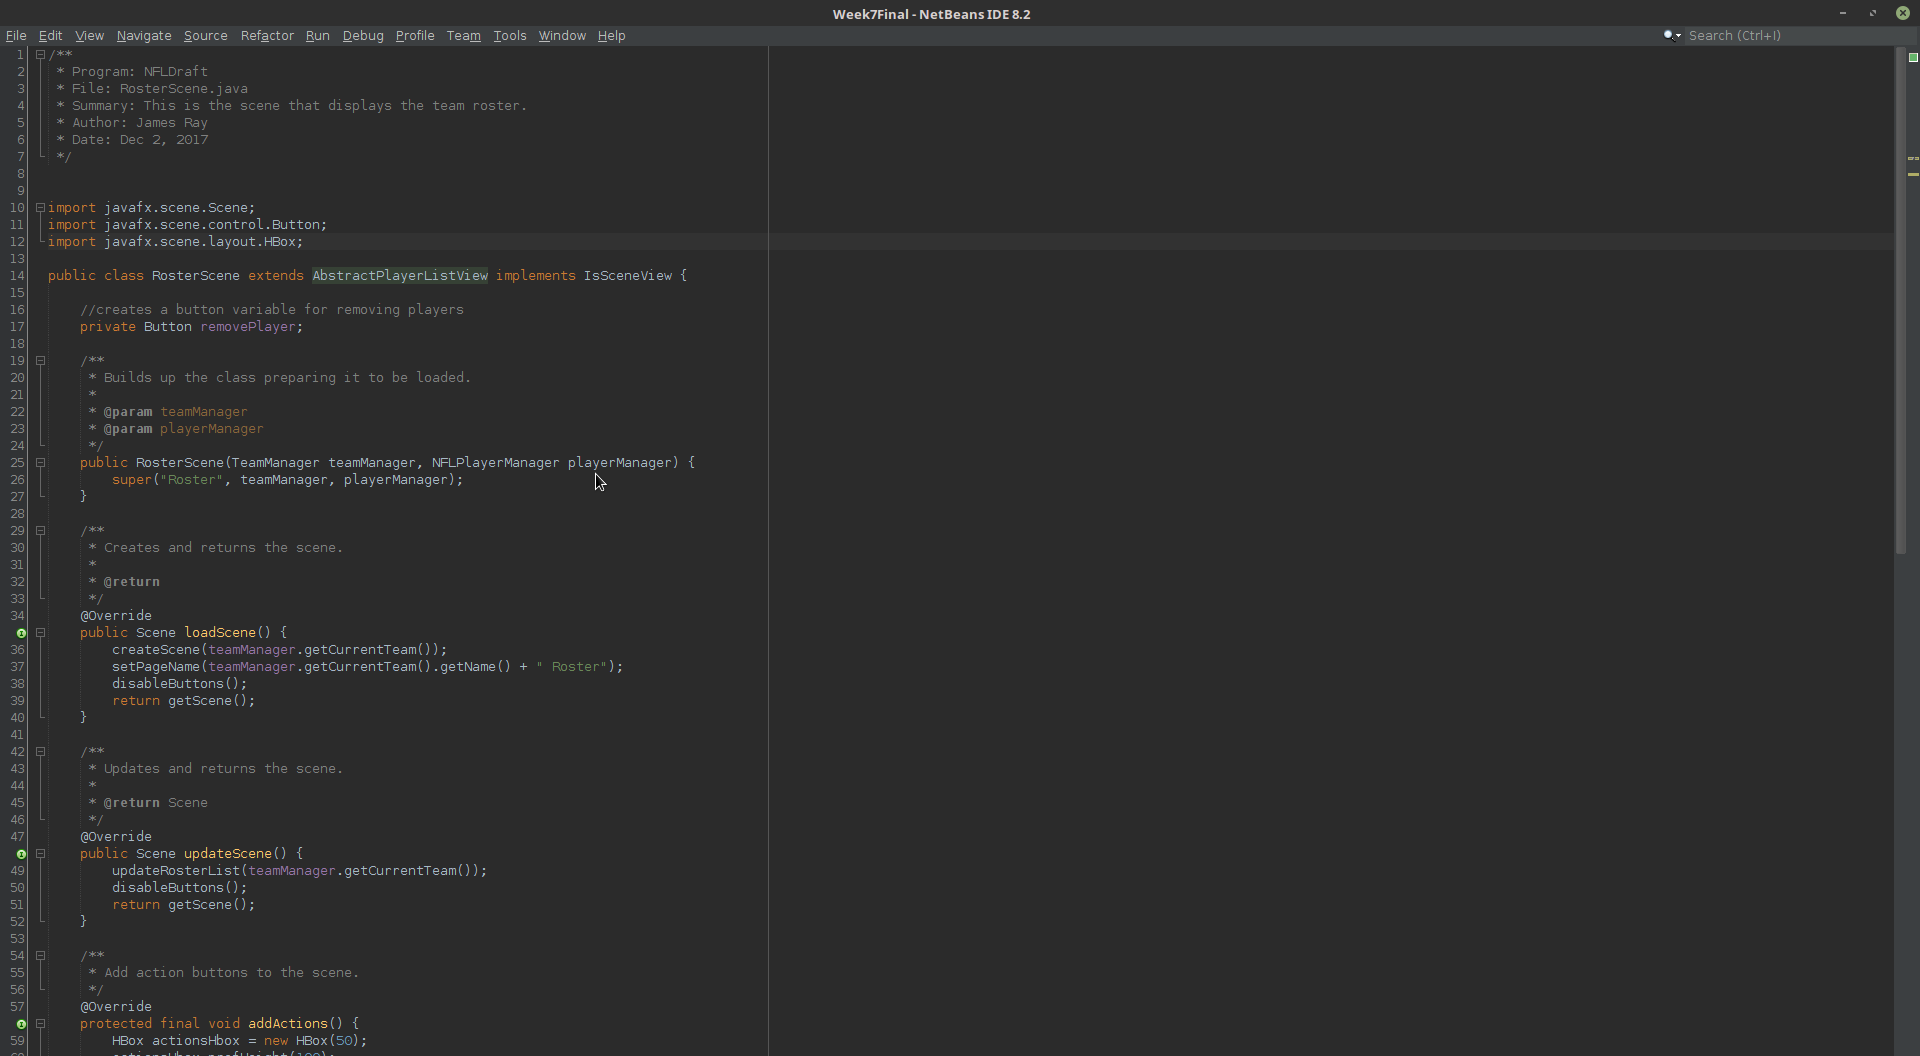 Week7Final - NetBeans IDE 8.2
File Edit View Navigate Source Refactor Run Debug Profile Team Tools Window Help Search (Ctrl+I)
1 /**
2  * Program: NFLDraft
3  * File: RosterScene.java
4  * Summary: This is the scene that displays the team roster.
5  * Author: James Ray
6  * Date: Dec 2, 2017
7  */
8
9
10 import javafx.scene.Scene;
11 import javafx.scene.control.Button;
12 import javafx.scene.layout.HBox;
13
14 public class RosterScene extends AbstractPlayerListView implements IsSceneView {
15
16     //creates a button variable for removing players
17     private Button removePlayer;
18
19     /**
20      * Builds up the class preparing it to be loaded.
21      *
22      * @param teamManager
23      * @param playerManager
24      */
25     public RosterScene(TeamManager teamManager, NFLPlayerManager playerManager) {
26         super("Roster", teamManager, playerManager);
27     }
28
29     /**
30      * Creates and returns the scene.
31      *
32      * @return
33      */
34     @Override
    public Scene loadScene() {
36         createScene(teamManager.getCurrentTeam());
37         setPageName(teamManager.getCurrentTeam().getName() + " Roster");
38         disableButtons();
39         return getScene();
40     }
41
42     /**
43      * Updates and returns the scene.
44      *
45      * @return Scene
46      */
47     @Override
    public Scene updateScene() {
49         updateRosterList(teamManager.getCurrentTeam());
50         disableButtons();
51         return getScene();
52     }
53
54     /**
55      * Add action buttons to the scene.
56      */
57     @Override
    protected final void addActions() {
59         HBox actionsHbox = new HBox(50);